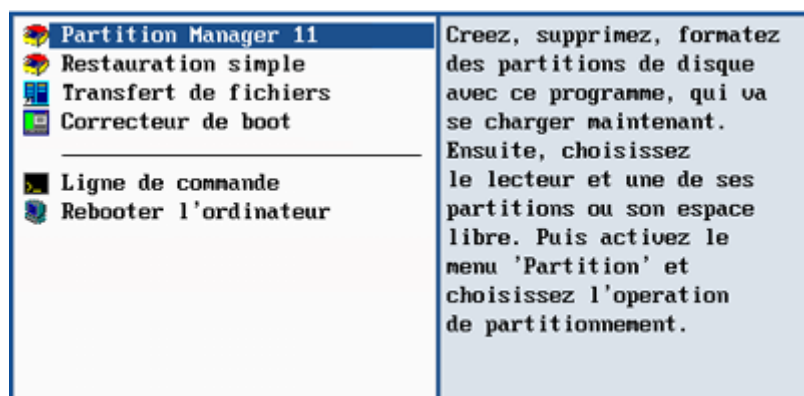 Partition Manager 11
Restauration simple
Transfert de fichiers
Correcteur de boot
Ligne de commande
Rebooter l'ordinateur
Creez, supprimez, formatez
des partitions de disque
avec ce programme, qui va
se charger maintenant.
Ensuite, choisissez
le lecteur et une de ses
partitions ou son espace
libre. Puis activez le
menu 'Partition' et
choisissez l'operation
de partitionnement.